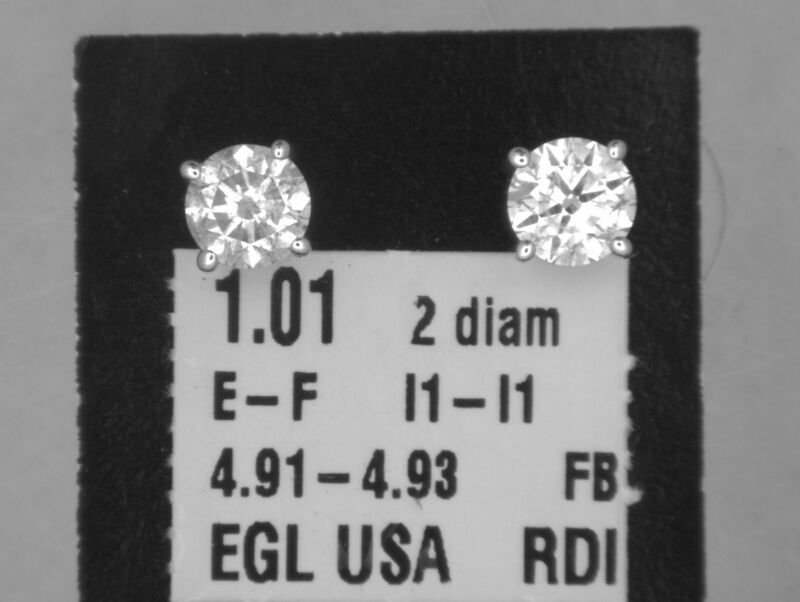 1.01 2 diam
E-F I1-I1
4.91-4.93 FB
EGL USA RDI